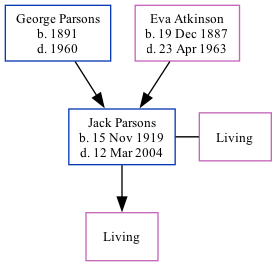 George Parsons
b. 1891
d. 1960
Eva Atkinson
b. 19 Dec 1887
d. 23 Apr 1963
Jack Parsons
b. 15 Nov 1919
d. 12 Mar 2004
Living
Living